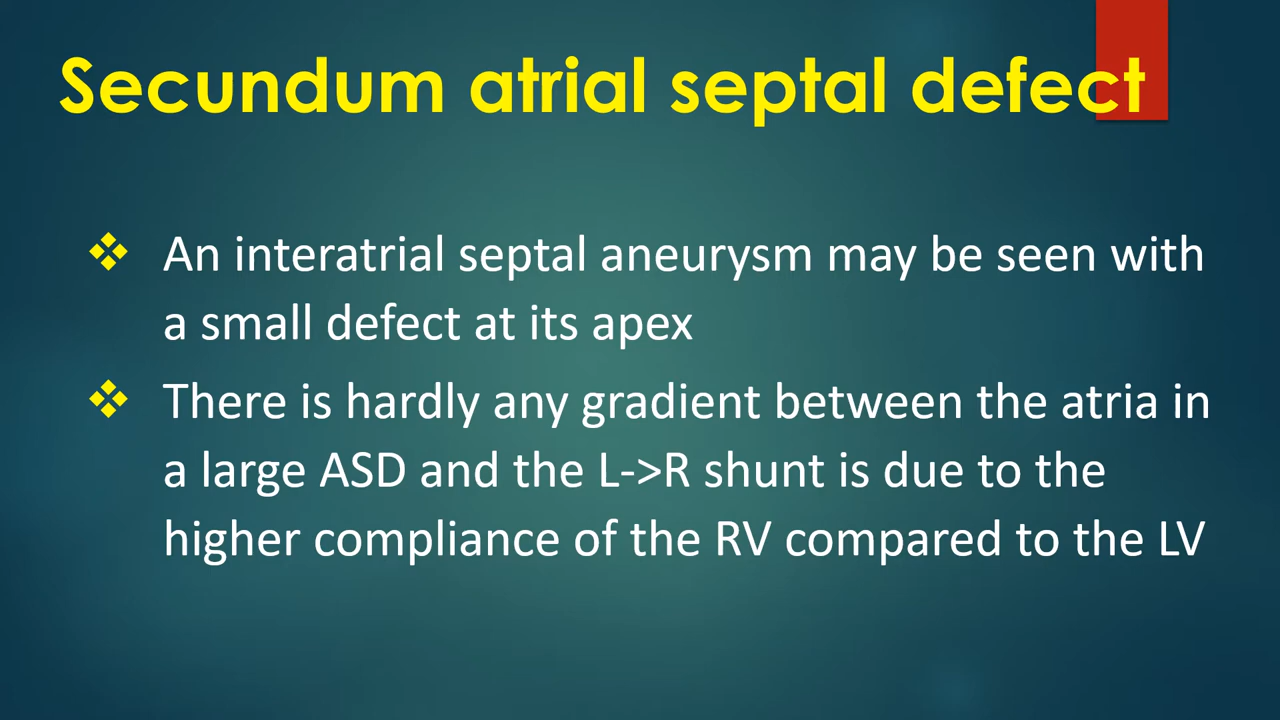 Secundum atrial septal defect
❖ An interatrial septal aneurysm may be seen with
a small defect at its apex
❖ There is hardly any gradient between the atria in
a large ASD and the L->R shunt is due to the
higher compliance of the RV compared to the LV